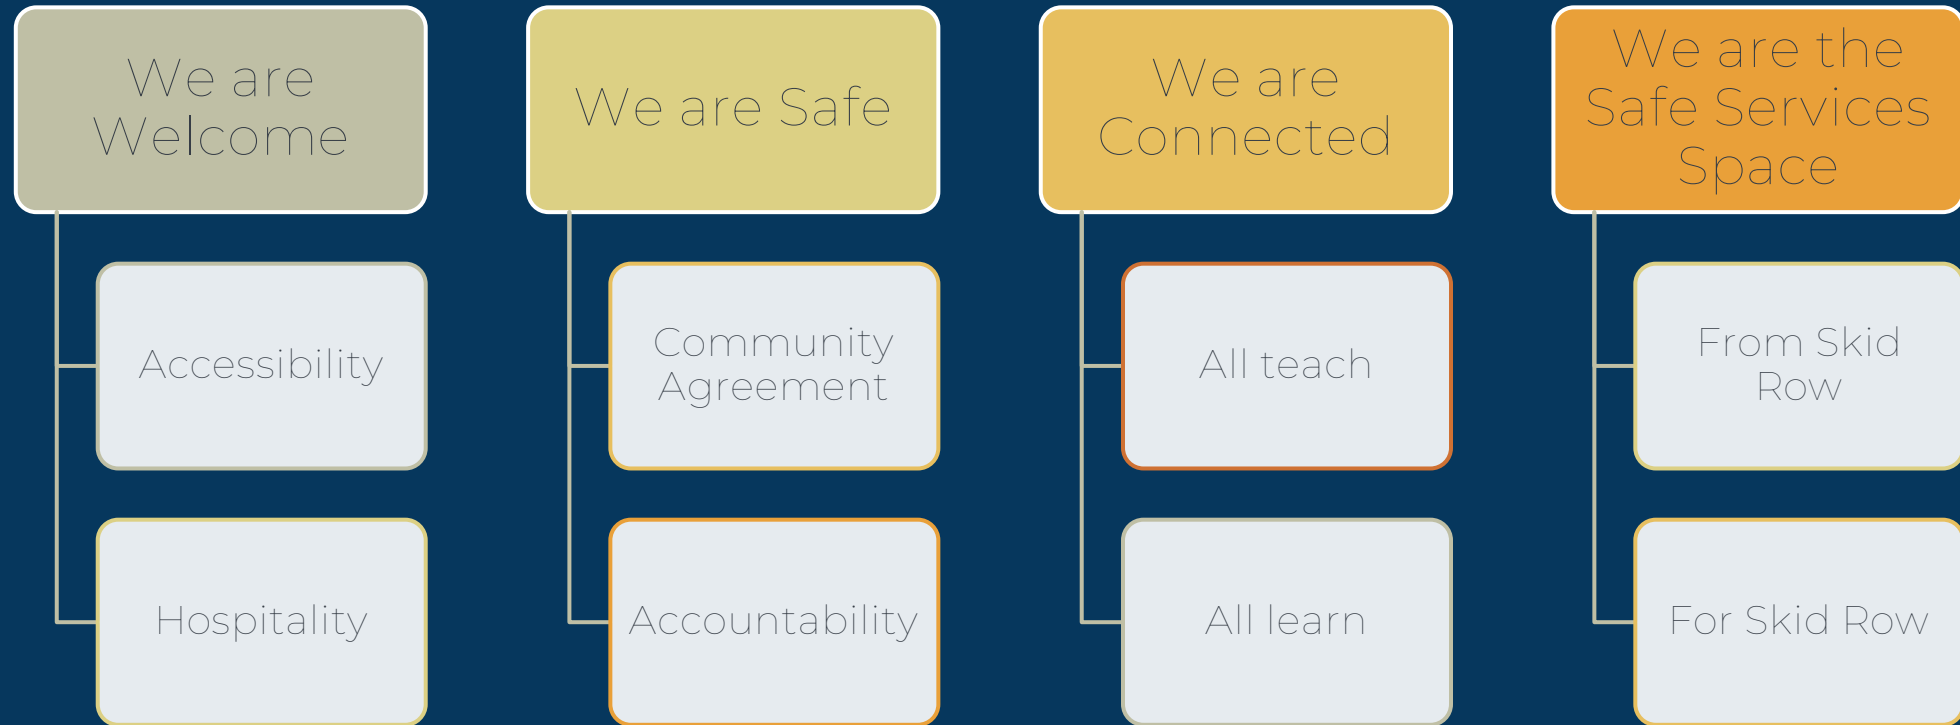 We are
Welcome
Accessibility
Hospitality
We are Safe
Community
Agreement
Accountability
We are
Connected
All teach
All learn
We are the
Safe Services
Space
From Skid
Row
For Skid Row